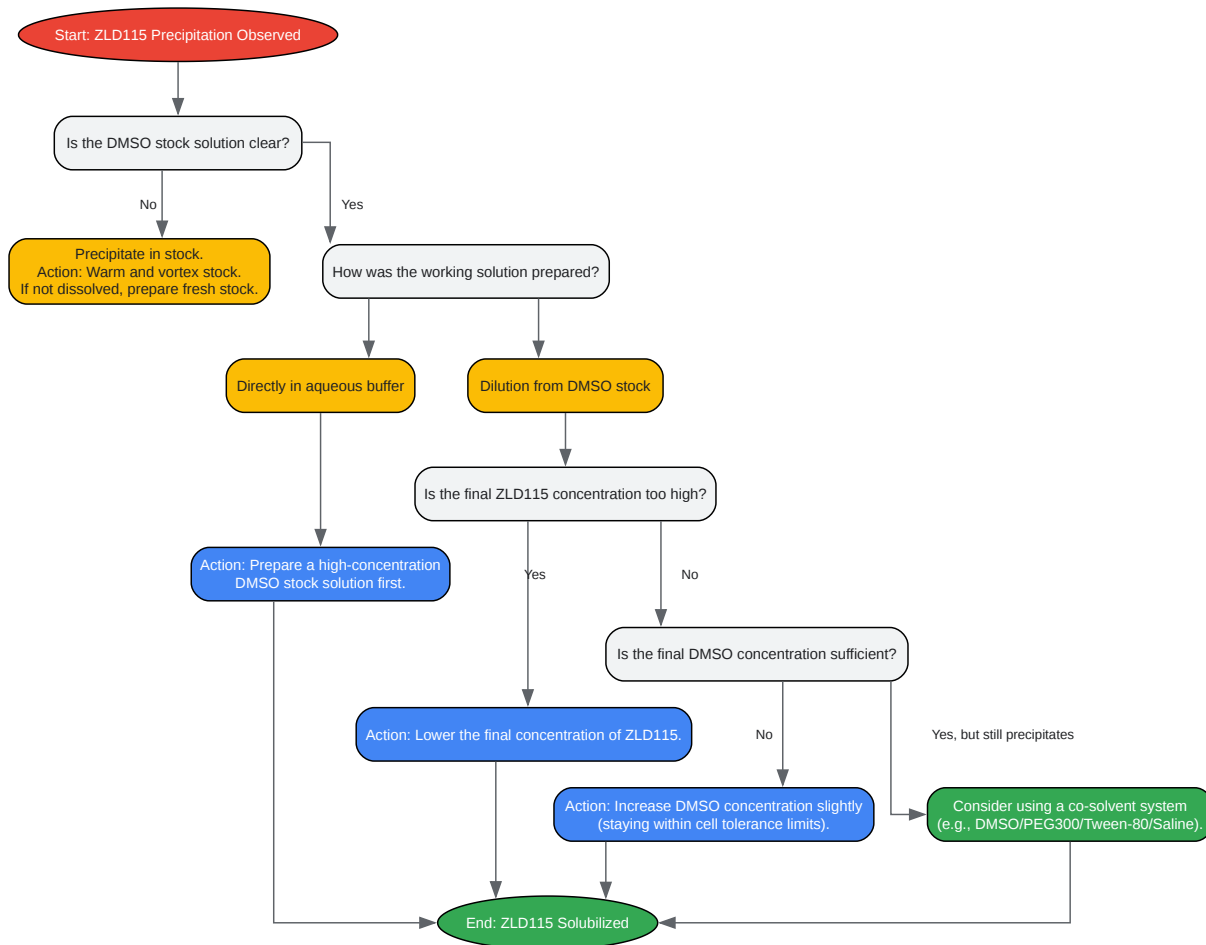 Start: ZLD115 Precipitation Observed
Is the DMSO stock solution clear?
No
Yes
Precipitate in stock.
Action: Warm and vortex stock.
If not dissolved, prepare fresh stock.
How was the working solution prepared?
Directly in aqueous buffer
Dilution from DMSO stock
Is the final ZLD115 concentration too high?
Action: Prepare a high-concentration
DMSO stock solution first.
Yes
No
Is the final DMSO concentration sufficient?
Action: Lower the final concentration of ZLD115.
No
Yes, but still precipitates
Action: Increase DMSO concentration slightly
(staying within cell tolerance limits).
Consider using a co-solvent system
(e.g., DMSO/PEG300/Tween-80/Saline).
End: ZLD115 Solubilized